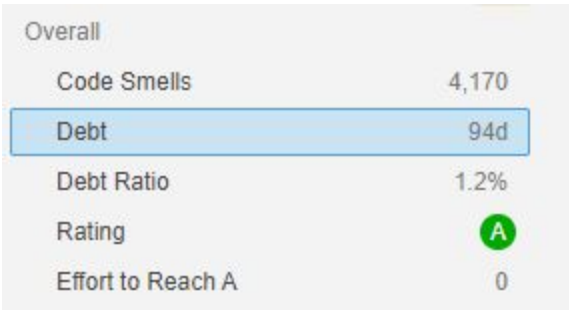 Overall
Code Smells 4,170
Debt 94d
Debt Ratio 1.2%
Rating A
Effort to Reach A 0